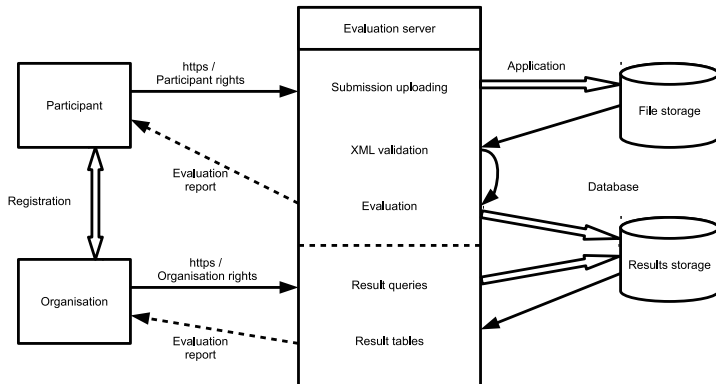 Evaluation server
https /
Participant rights
Application
Participant
Submission uploading
File storage
XML validation
Evaluation
report
Registration
Database
Evaluation
https /
Organisation rights
Organisation
Result queries
Results storage
Evaluation
report
Result tables